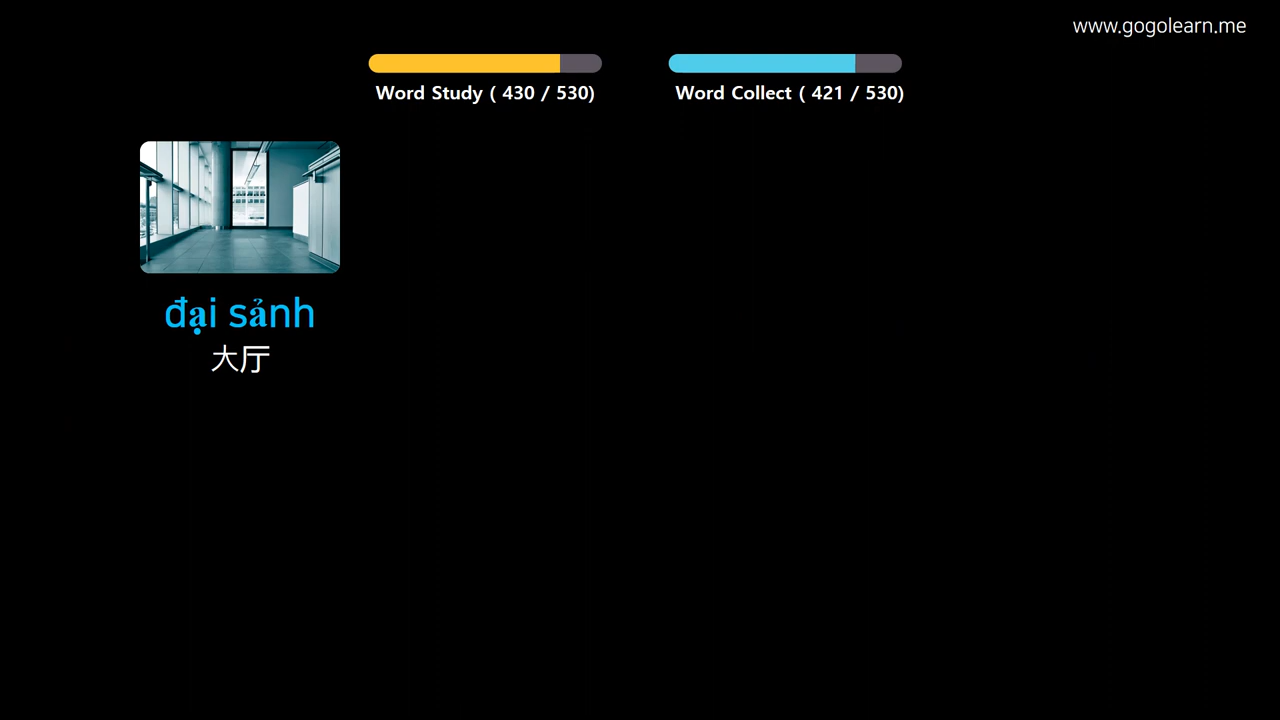 www.gogolearn.me
Word Study ( 430 / 530)
Word Collect ( 421 / 530)
đại sảnh
大厅